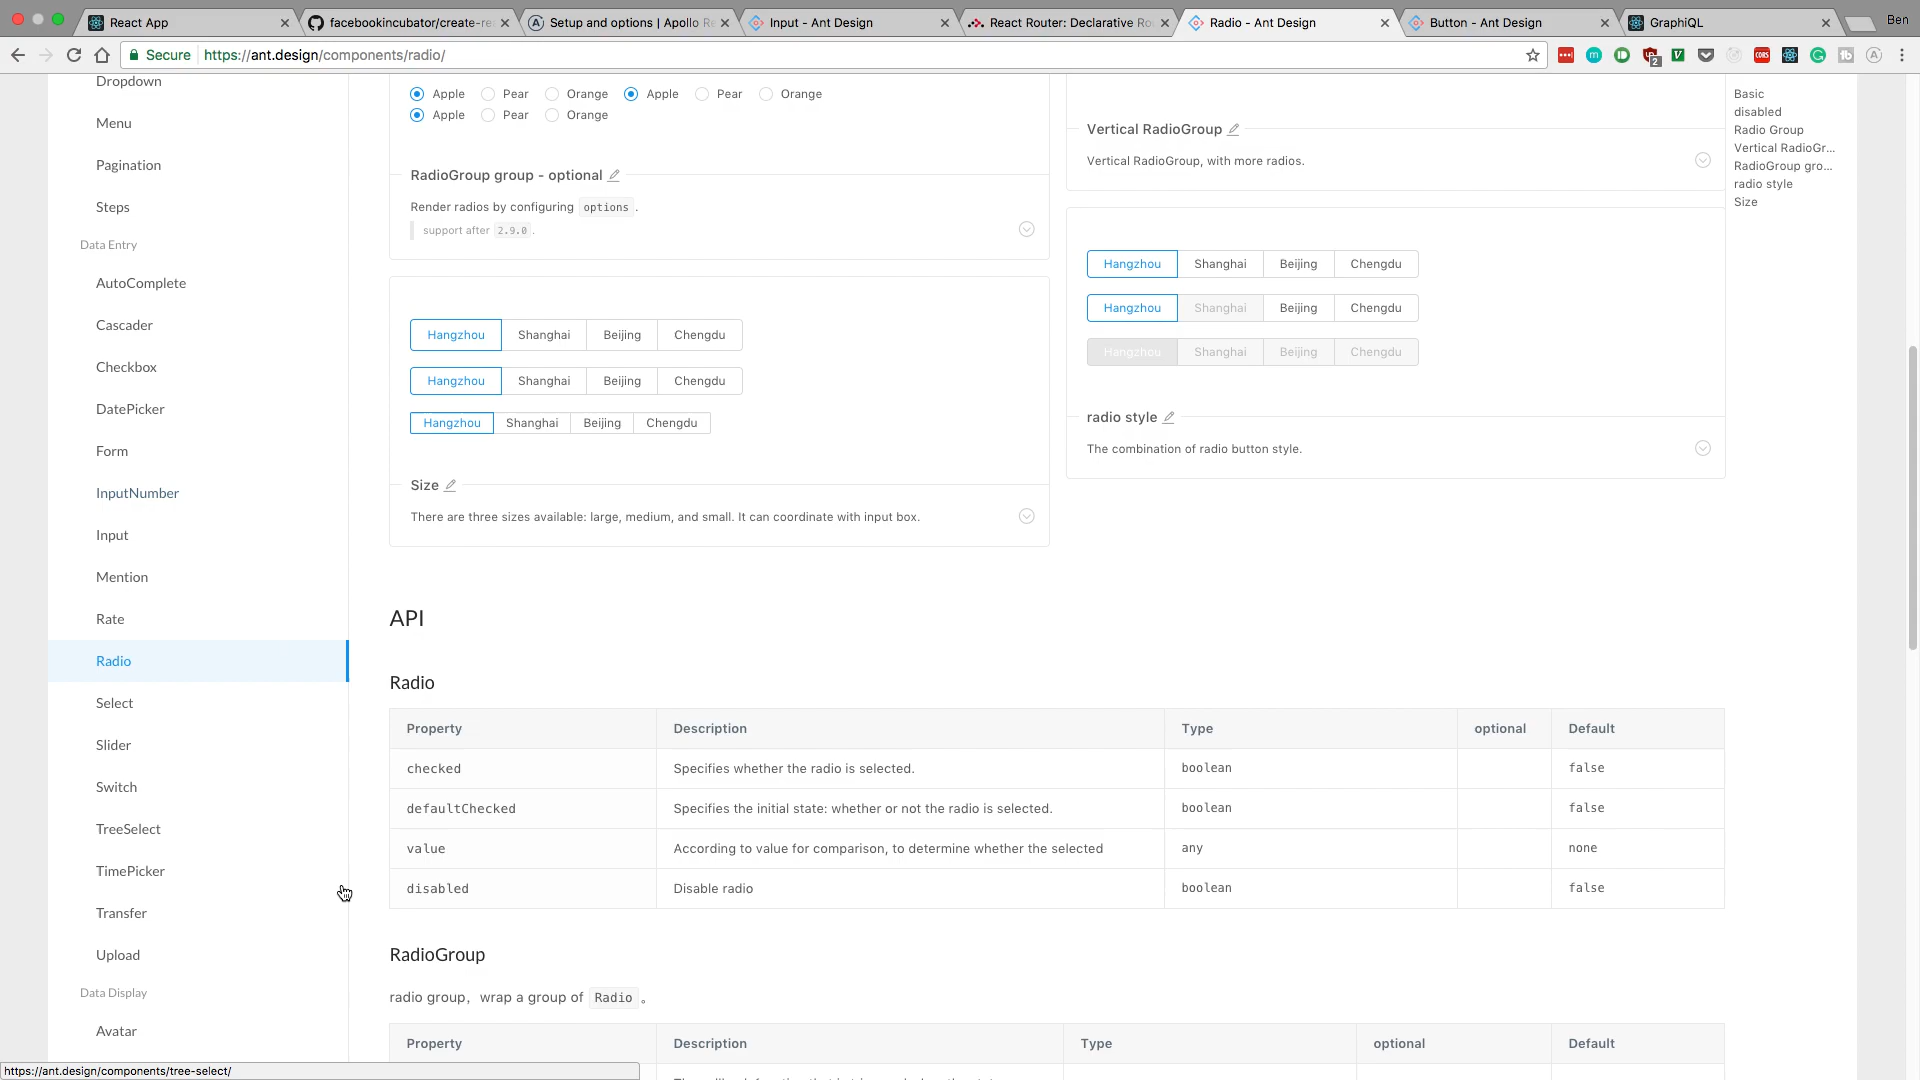 React App
facebookincubator/create-re
Setup and options | Apollo Re
Input - Ant Design
React Router: Declarative Ro
Radio - Ant Design
Button - Ant Design
GraphiQL
Ben
Secure
https://ant.design/components/radio/
2
Dropdown
Menu
Pagination
Steps
Data Entry
AutoComplete
Cascader
Checkbox
DatePicker
Form
InputNumber
Input
Mention
Rate
Radio
Select
Slider
Switch
TreeSelect
TimePicker
Transfer
Upload
Data Display
Avatar
Apple Pear Orange Apple Pear Orange
Apple Pear Orange
RadioGroup group - optional
Render radios by configuring options .
support after 2.9.0 .
Hangzhou Shanghai Beijing Chengdu
Hangzhou Shanghai Beijing Chengdu
Hangzhou Shanghai Beijing Chengdu
Size
There are three sizes available: large, medium, and small. It can coordinate with input box.
Vertical RadioGroup
Vertical RadioGroup, with more radios.
Hangzhou Shanghai Beijing Chengdu
Hangzhou Shanghai Beijing Chengdu
Hangzhou Shanghai Beijing Chengdu
radio style
The combination of radio button style.
Basic
disabled
Radio Group
Vertical RadioGr...
RadioGroup gro...
radio style
Size
API
Radio
Property Description Type optional Default
checked Specifies whether the radio is selected. boolean false
defaultChecked Specifies the initial state: whether or not the radio is selected. boolean false
value According to value for comparison, to determine whether the selected any none
disabled Disable radio boolean false
RadioGroup
radio group，wrap a group of Radio 。
Property Description Type optional Default
https://ant.design/components/tree-select/